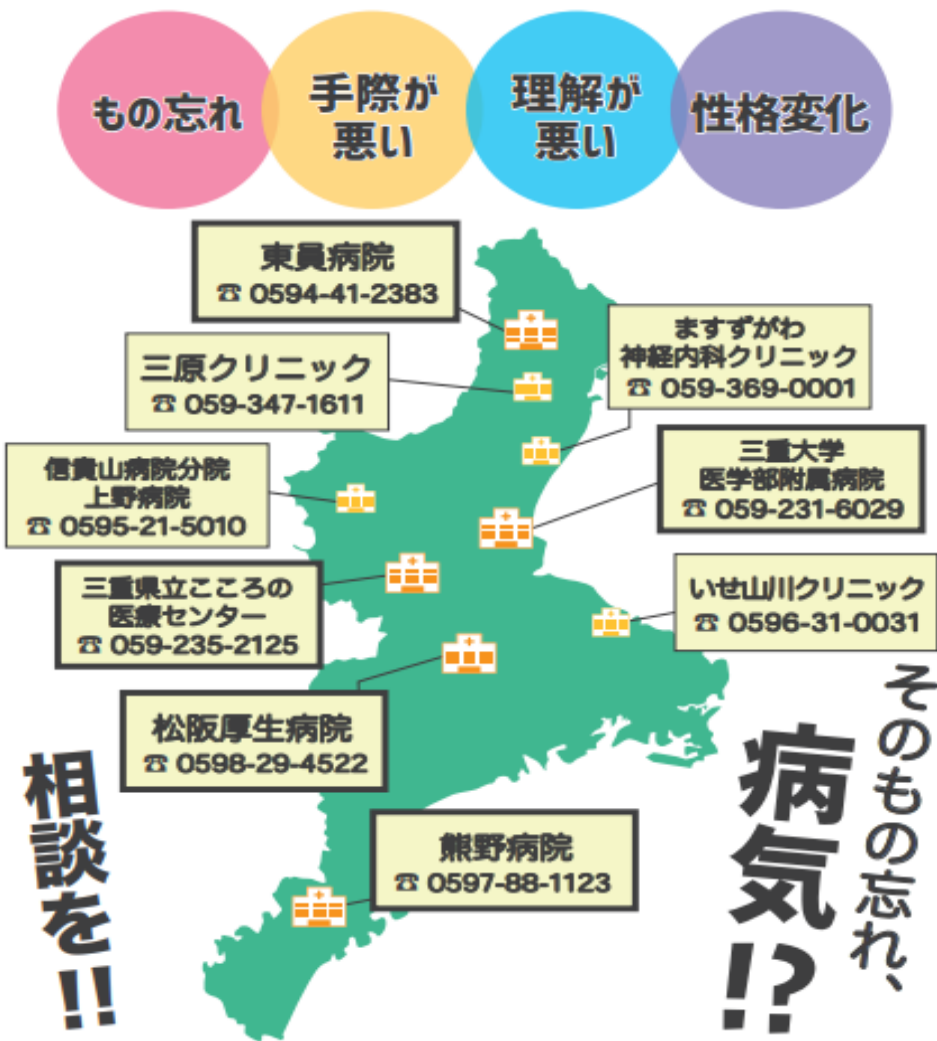 もの忘れ
手際が
悪い
理解が
悪い
性格変化
東員病院
☎ 0594-41-2383
三原クリニック
☎ 059-347-1611
ますずがわ
神経内科クリニック
☎ 059-369-0001
信貴山病院分院
上野病院
☎ 0595-21-5010
三重大学
医学部附属病院
☎ 059-231-6029
三重県立こころの
医療センター
☎ 059-235-2125
いせ山川クリニック
☎ 0596-31-0031
松阪厚生病院
☎ 0598-29-4522
熊野病院
☎ 0597-88-1123
そのもの忘れ、
病気!?
相談を!!